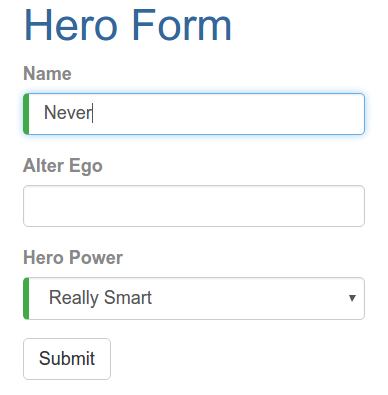 Hero Form
Name
Never
Alter Ego
Hero Power
Really Smart
Submit